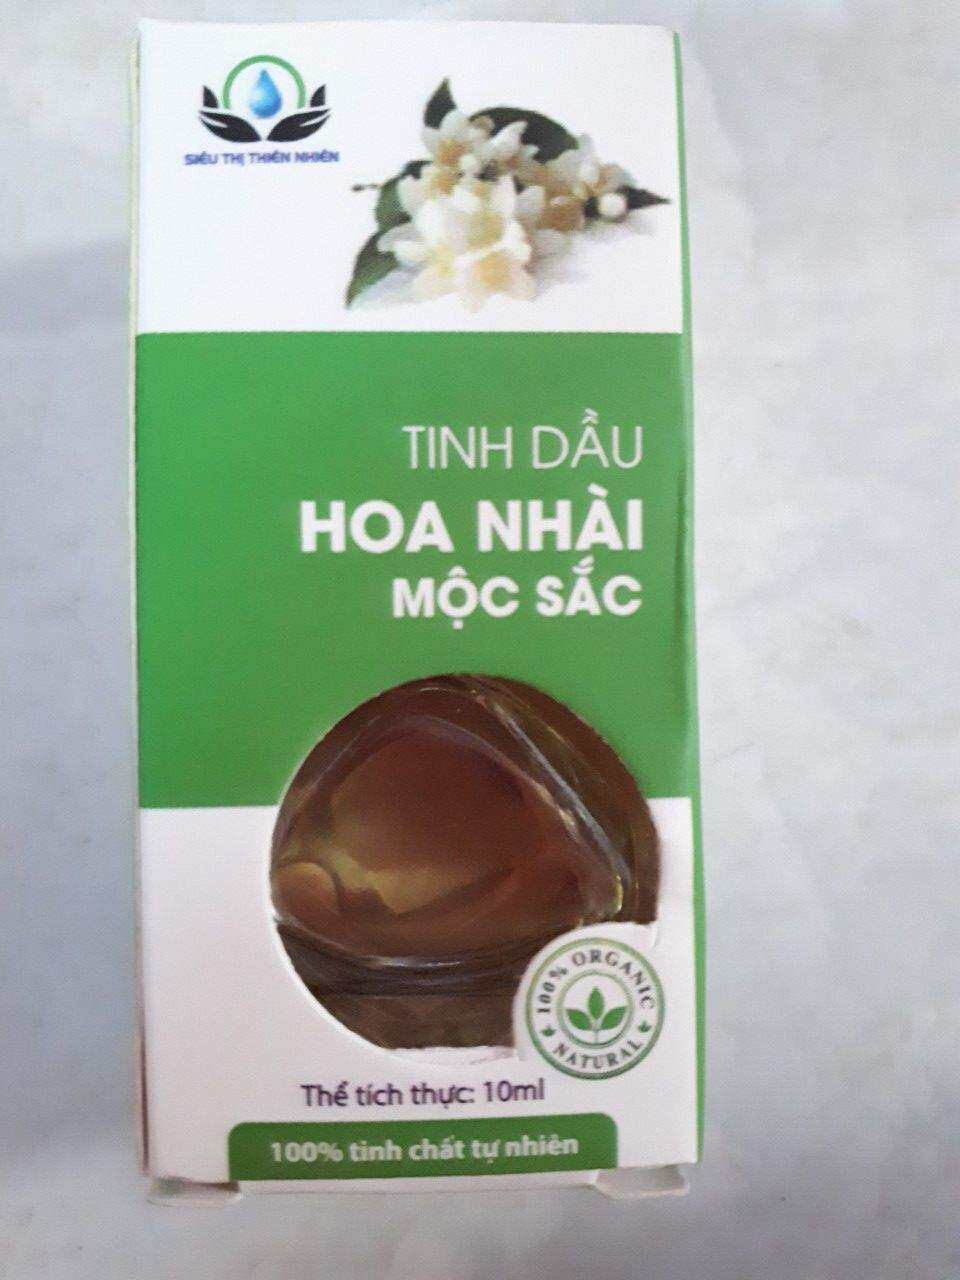 SIÊU THỊ THIÊN NHIÊN
TINH DẦU
HOA NHÀI
MỘC SẮC
100% ORGANIC
NATURAL
Thể tích thực: 10ml
100% tinh chất tự nhiên